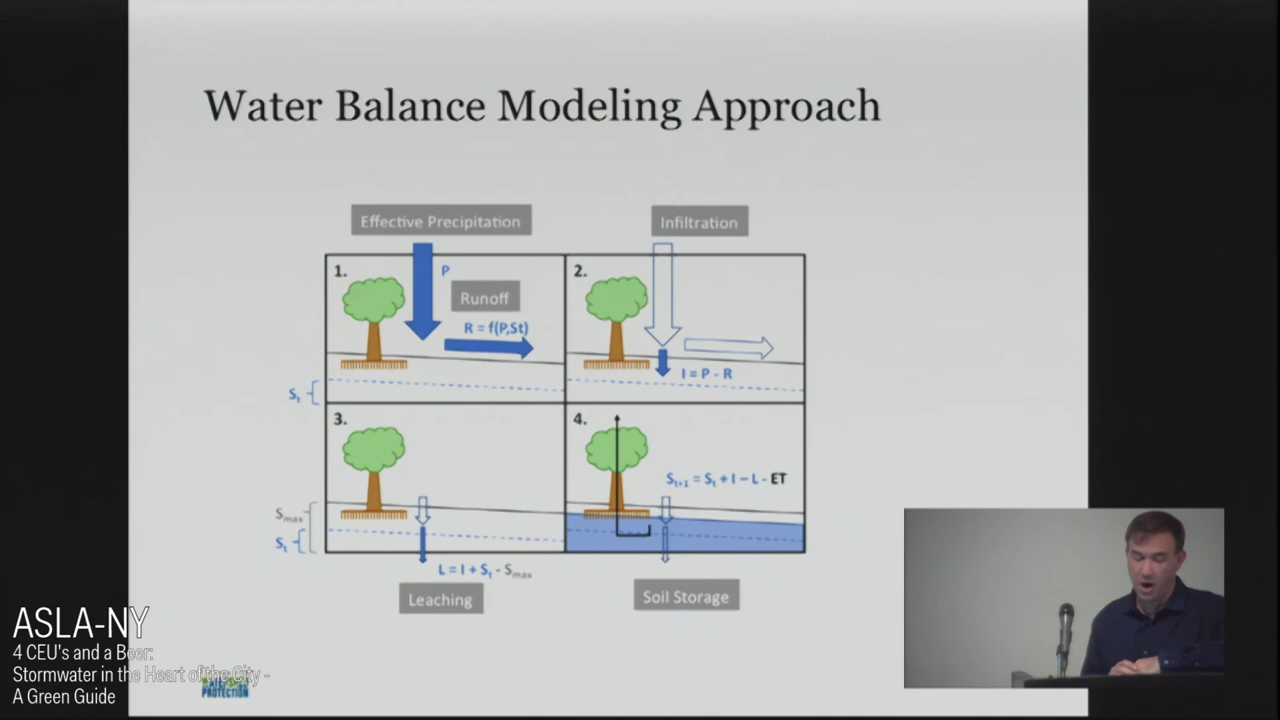 Water Balance Modeling Approach
Effective Precipitation
Infiltration
1.
P
Runoff
R = f(P,St)
2.
I = P - R
St
3.
Smax
St
L = I + St - Smax
Leaching
4.
St+1 = St + I - L - ET
Soil Storage
ASLA-NY
4 CEU's and a Beer:
Stormwater in the Heart of the City -
A Green Guide
PROTECTION